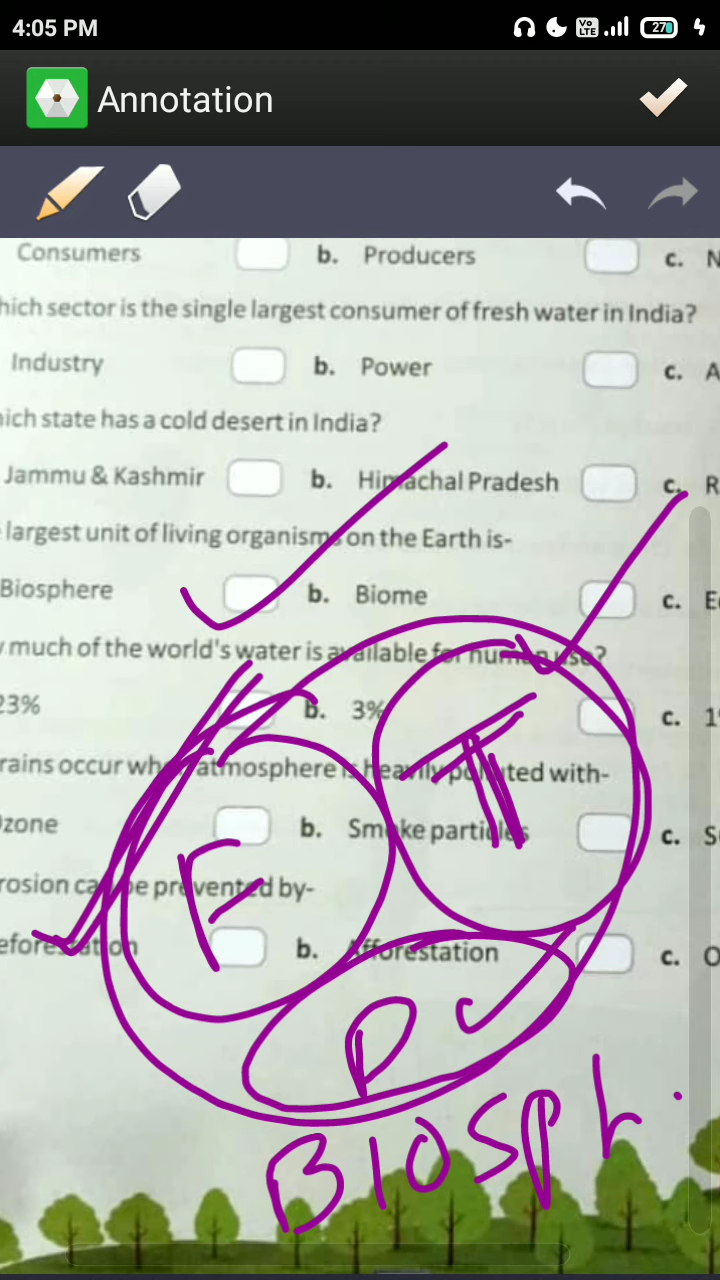 4:05 PM Vo LTE 27
Annotation
Consumers b. Producers c. N
hich sector is the single largest consumer of fresh water in India?
Industry b. Power c. A
ich state has a cold desert in India?
Jammu & Kashmir b. Himachal Pradesh c. R
largest unit of living organisms on the Earth is-
Biosphere b. Biome c. E
much of the world's water is available for human use?
23% b. 3% c. 1
rains occur when atmosphere is heavily polluted with-
zone b. Smoke particles c. S
rosion can be prevented by-
eforestation b. Afforestation c. O
F T
D
Biosph.